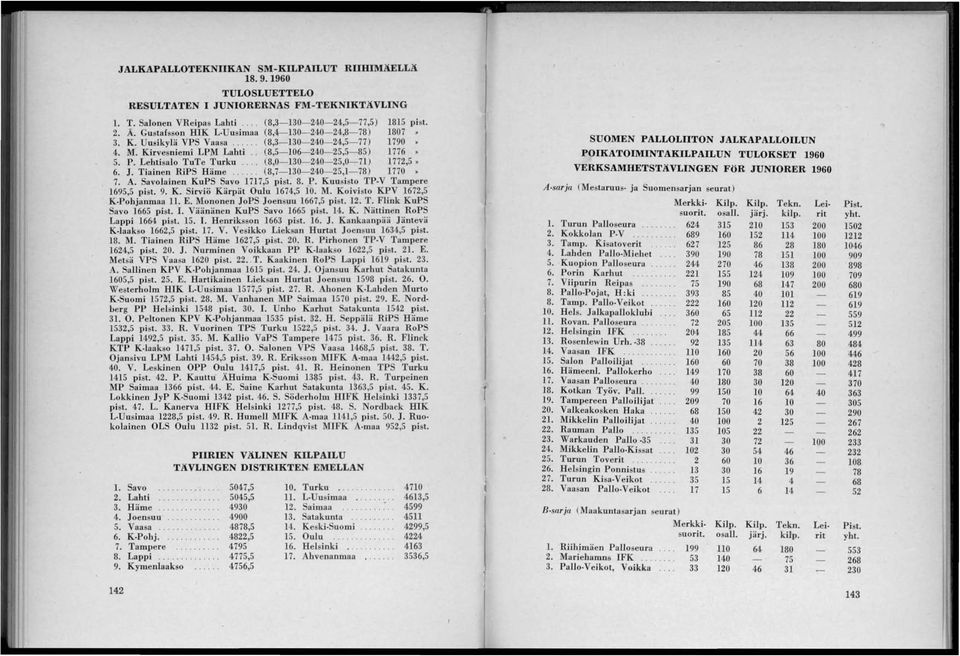 JALKAPALLOTEKNIIKAN SM-KILPAILUT RIIHIMÄELLÄ
18. 9. 1960
TULOSLUETTELO
RESULTATEN I JUNIORERNAS FM-TEKNIKTÄVLING
1. T. Salonen VReipas Lahti .... (8,3—130—240—24,5—77,5) 1815 pist.
2. Ä. Gustafsson HIK L-Uusimaa (8,4—130—240—24,8—78) 1807 »
3. K. Uusikylä VPS Vaasa ...... (8,3—130—240—24,5—77) 1790 »
4. M. Kirvesniemi LPM Lahti .. (8,5—106—240—25,5—85) 1776 »
5. P. Lehtisalo TuTe Turku .... (8,0—130—240—25,0—71) 1772,5 »
6. J. Tiainen RiPS Häme ...... (8,7—130—240—25,1—78) 1770 »
7. A. Savolainen KuPS Savo 1717,5 pist. 8. P. Kuusisto TP-V Tampere
1695,5 pist. 9. K. Sirviö Kärpät Oulu 1674,5 10. M. Koivisto KPV 1672,5
K-Pohjanmaa 11. E. Mononen JoPS Joensuu 1667,5 pist. 12. T. Flink KuPS
Savo 1665 pist. I. Väänänen KuPS Savo 1665 pist. 14. K. Nättinen RoPS
Lappi 1664 pist. 15. I. Henriksson 1663 pist. 16. J. Kankaanpää Jäntevä
K-laakso 1662,5 pist. 17. V. Vesikko Lieksan Hurtat Joensuu 1634,5 pist.
18. M. Tiainen RiPS Häme 1627,5 pist. 20. R. Pirhonen TP-V Tampere
1624,5 pist. 20. J. Nurminen Voikkaan PP K-laakso 1622,5 pist. 21. E.
Metsä VPS Vaasa 1620 pist. 22. T. Kaakinen RoPS Lappi 1619 pist. 23.
A. Sallinen KPV K-Pohjanmaa 1615 pist. 24. J. Ojansuu Karhut Satakunta
1605,5 pist. 25. E. Hartikainen Lieksan Hurtat Joensuu 1598 pist. 26. O.
Westerholm HIK L-Uusimaa 1577,5 pist. 27. R. Ahonen K-Lahden Murto
K-Suomi 1572,5 pist. 28. M. Vanhanen MP Saimaa 1570 pist. 29. E. Nord-
berg PP Helsinki 1548 pist. 30. I. Unho Karhut Satakunta 1542 pist.
31. O. Peltonen KPV K-Pohjanmaa 1535 pist. 32. H. Seppälä RiPS Häme
1532,5 pist. 33. R. Vuorinen TPS Turku 1522,5 pist. 34. J. Vaara RoPS
Lappi 1492,5 pist. 35. M. Kallio VaPS Tampere 1475 pist. 36. R. Flinck
KTP K-laakso 1471,5 pist. 37. O. Salonen VPS Vaasa 1468,5 pist. 38. T.
Ojansivu LPM Lahti 1454,5 pist. 39. R. Eriksson MIFK A-maa 1442,5 pist.
40. V. Leskinen OPP Oulu 1417,5 pist. 41. R. Heinonen TPS Turku
1415 pist. 42. P. Kauttu ÄHuima K-Suomi 1385 pist. 43. R. Turpeinen
MP Saimaa 1366 pist. 44. E. Saine Karhut Satakunta 1363,5 pist. 45. K.
Lokkinen JyP K-Suomi 1342 pist. 46. S. Söderholm HIFK Helsinki 1337,5
pist. 47. L. Kanerva HIFK Helsinki 1277,5 pist. 48. S. Nordback HIK
L-Uusimaa 1228,5 pist. 49. R. Humell MIFK A-maa 1141,5 pist. 50. J. Ruo-
kolainen OLS Oulu 1132 pist. 51. R. Lindqvist MIFK A-maa 952,5 pist.
PIIRIEN VÄLINEN KILPAILU
TÄVLINGEN DISTRIKTEN EMELLAN
1. Savo ............ 5047,5
2. Lahti ............ 5045,5
3. Häme ............ 4930
4. Joensuu ............ 4900
5. Vaasa ............ 4878,5
6. K-Pohj. ............ 4822,5
7. Tampere ............ 4795
8. Lappi ............ 4775,5
9. Kymenlaakso ...... 4756,5
10. Turku ............ 4710
11. L-Uusimaa ............ 4613,5
12. Saimaa ............ 4599
13. Satakunta ............ 4511
14. Keski-Suomi ............ 4299,5
15. Oulu ............ 4224
16. Helsinki ............ 4163
17. Ahvenanmaa ............ 3536,5
142
SUOMEN PALLOLIITON JALKAPALLOILUN
POIKATOIMINTAKILPAILUN TULOKSET 1960
VERKSAMHETSTÄVLINGEN FÖR JUNIORER 1960
A-sarja (Mestaruus- ja Suomensarjan seurat)
Merkki- Kilp. Kilp. Tekn. Lei- Pist.
suorit. osall. järj. kilp. rit yht.
1. Turun Palloseura ........ 624 315 210 153 200 1502
2. Kokkolan P-V ........ 689 160 152 114 100 1212
3. Tamp. Kisatoverit ........ 627 125 86 28 180 1046
4. Lahden Pallo-Miehet .... 390 190 78 151 100 909
5. Kuopion Palloseura ...... 244 270 46 138 200 898
6. Porin Karhut ........ 221 155 124 109 100 709
7. Viipurin Reipas ........ 75 190 68 147 200 680
8. Pallo-Pojat, H:ki ........ 393 85 40 101 — 619
8. Tamp. Pallo-Veikot ...... 222 160 120 112 — 619
10. Hels. Jalkapalloklubi .... 360 65 112 22 — 559
11. Rovan. Palloseura ........ 72 205 100 135 — 512
12. Helsingin IFK ........ 204 185 44 66 — 499
13. Rosenlewin Urh. -38 .... 92 135 114 63 80 484
14. Vaasan IFK ........ 110 160 20 56 100 446
15. Salon Palloilijat ........ 160 90 38 40 100 428
16. Hämeenl. Pallokerho .... 149 170 38 60 — 417
17. Vaasan Palloseura ........ 40 180 30 120 — 370
18. Kotkan Työv. Pall. ...... 99 150 10 64 40 363
19. Tampereen Palloilijat .... 209 70 16 10 — 305
20. Valkeakosken Haka ...... 68 150 42 30 — 290
21. Mikkelin Palloilijat ...... 40 100 2 125 — 267
22. Rauman Pallo ........ 135 105 22 — — 262
23. Warkauden Pallo -35 .... 31 30 72 — 100 233
24. Mikkelin Pallo-Kissat .... 102 30 54 46 — 232
25. Turun Toverit ........ 2 60 10 36 — 108
26. Helsingin Ponnistus ...... 13 30 16 19 — 78
27. Turun Kisa-Veikot ...... 35 15 14 4 — 68
28. Vaasan Pallo-Veikot .... 17 15 6 14 — 52
B-sarja (Maakuntasarjan seurat)
Merkki- Kilp. Kilp. Tekn. Lei- Pist.
suorit. osall. järj. kilp. rit yht.
1. Riihimäen Palloseura .... 199 110 64 180 — 553
2. Mariehamns IFK ........ 53 140 75 — 268
3. Pallo-Veikot, Voikka .... 33 120 46 31 — 230
143